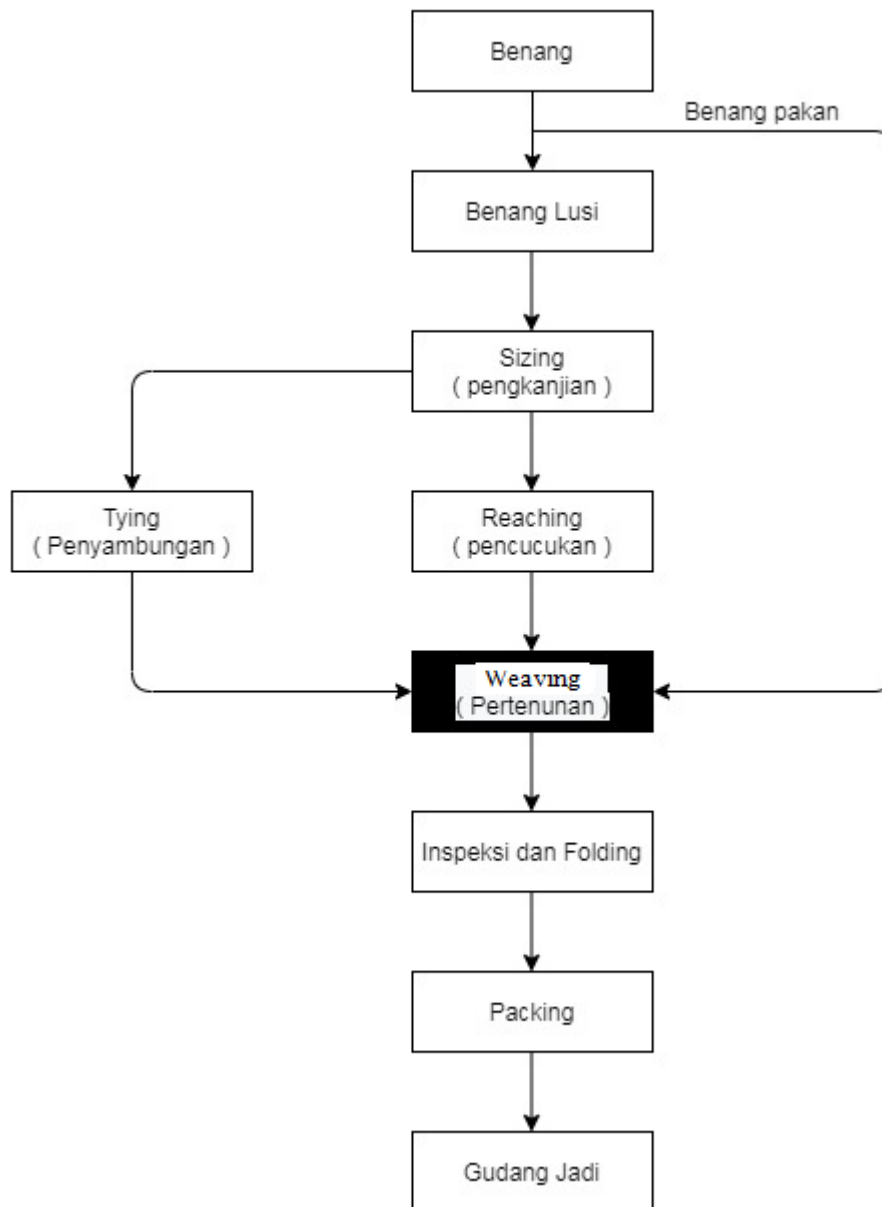 Benang
Benang pakan
Benang Lusi
Sizing
( pengkanjian )
Tying
( Penyambungan )
Reaching
(pencucukan )
Weaving
( Pertenunan )
Inspeksi dan Folding
Packing
Gudang Jadi